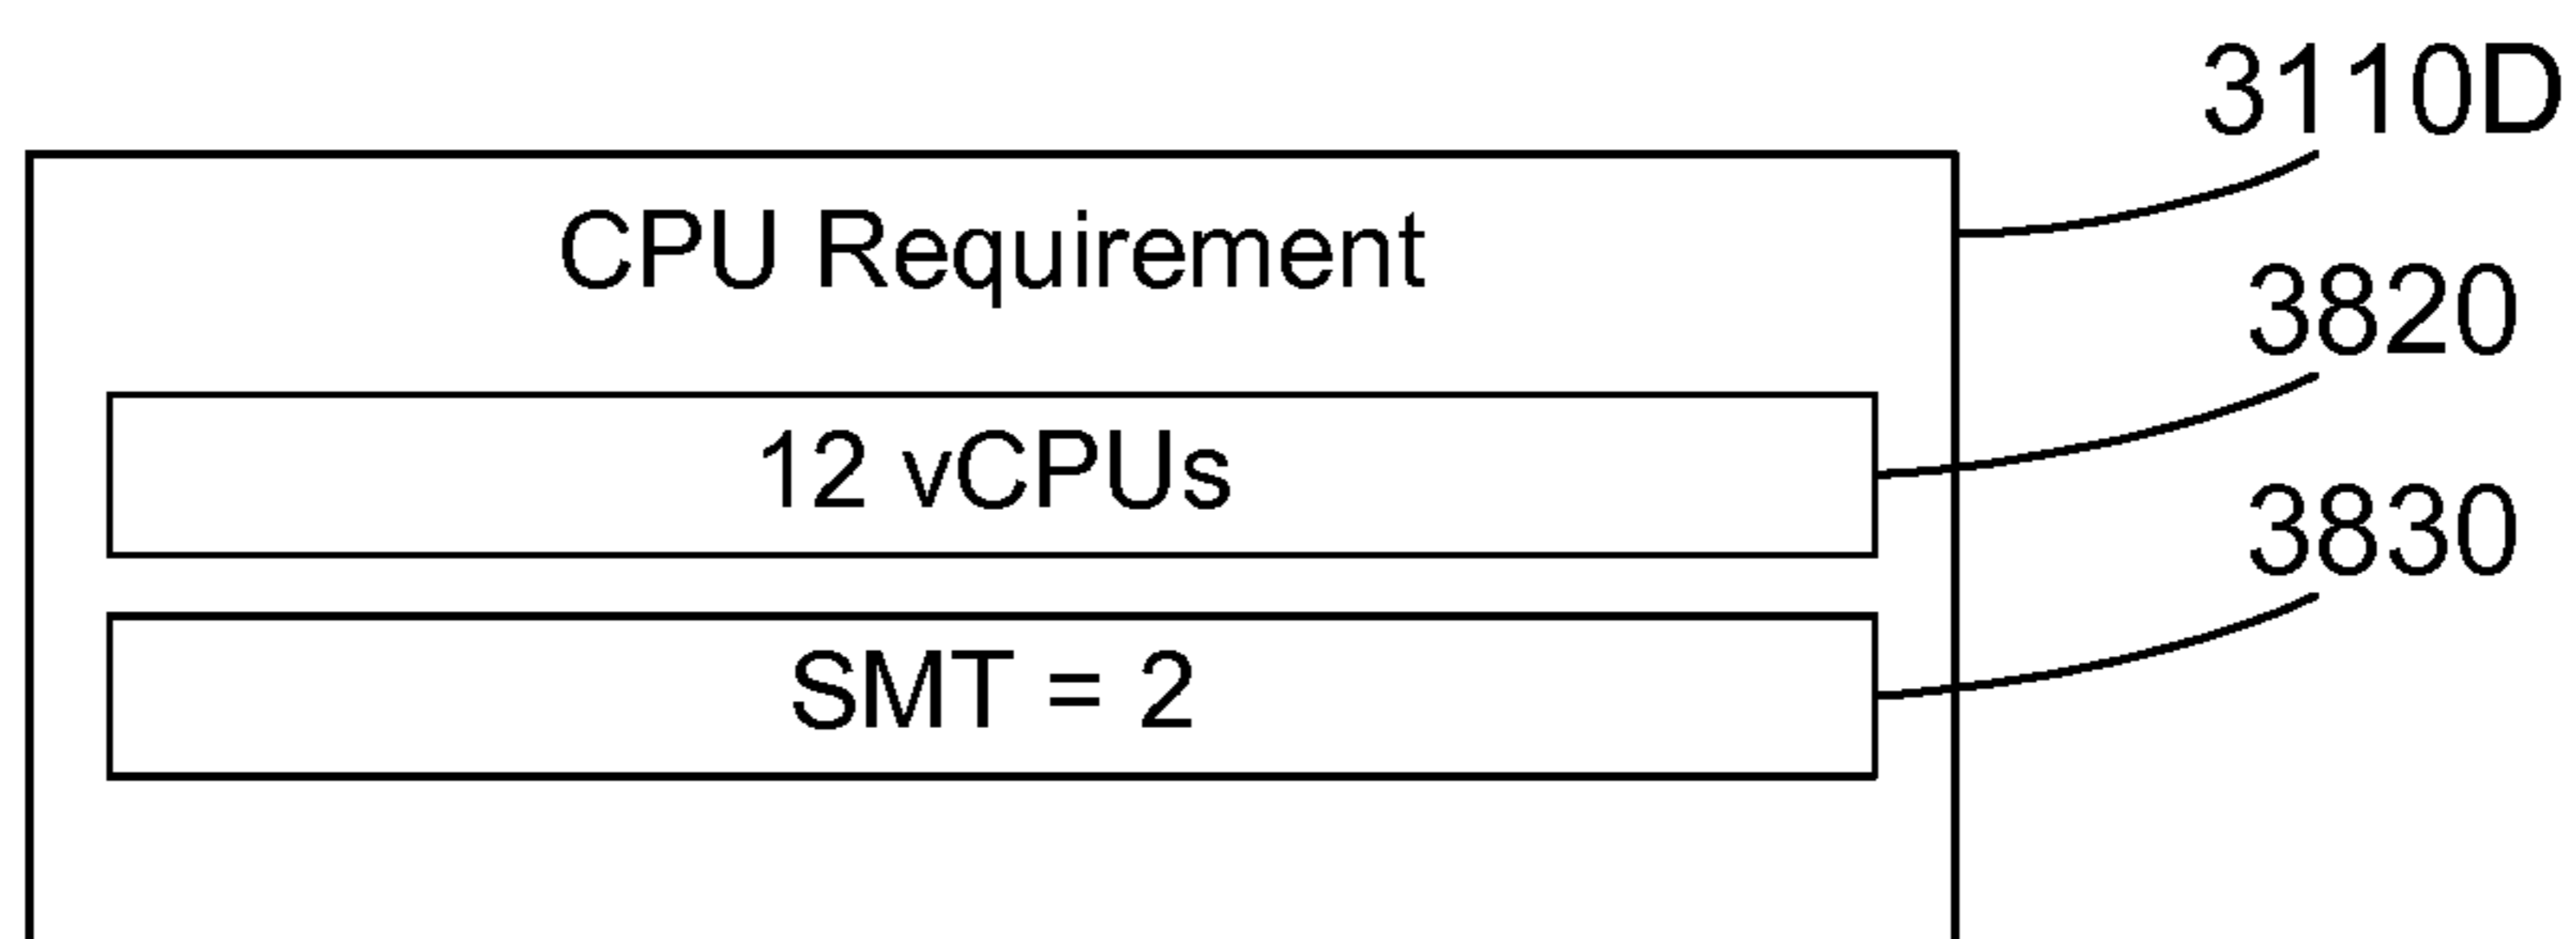 3110D
CPU Requirement
3820
12 vCPUs
3830
SMT = 2